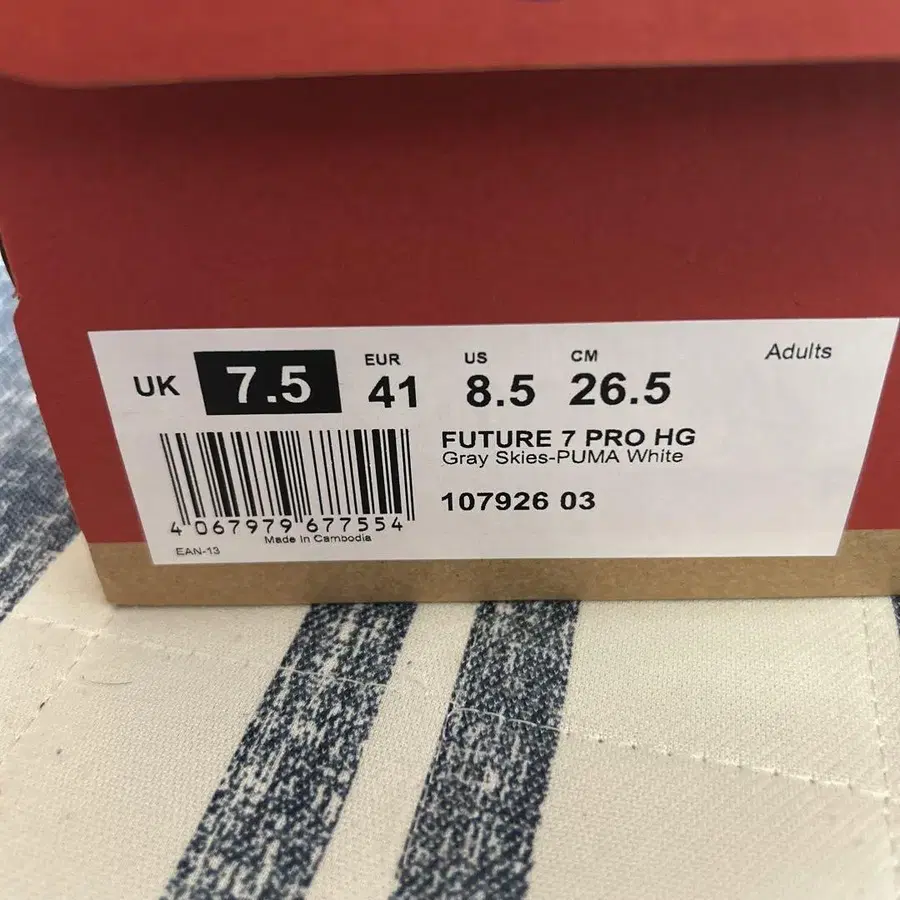 UK 7.5 EUR 41 US 8.5 CM 26.5 Adults
FUTURE 7 PRO HG
Gray Skies-PUMA White
107926 03
4 067979 677554
Made In Cambodia
EAN-13